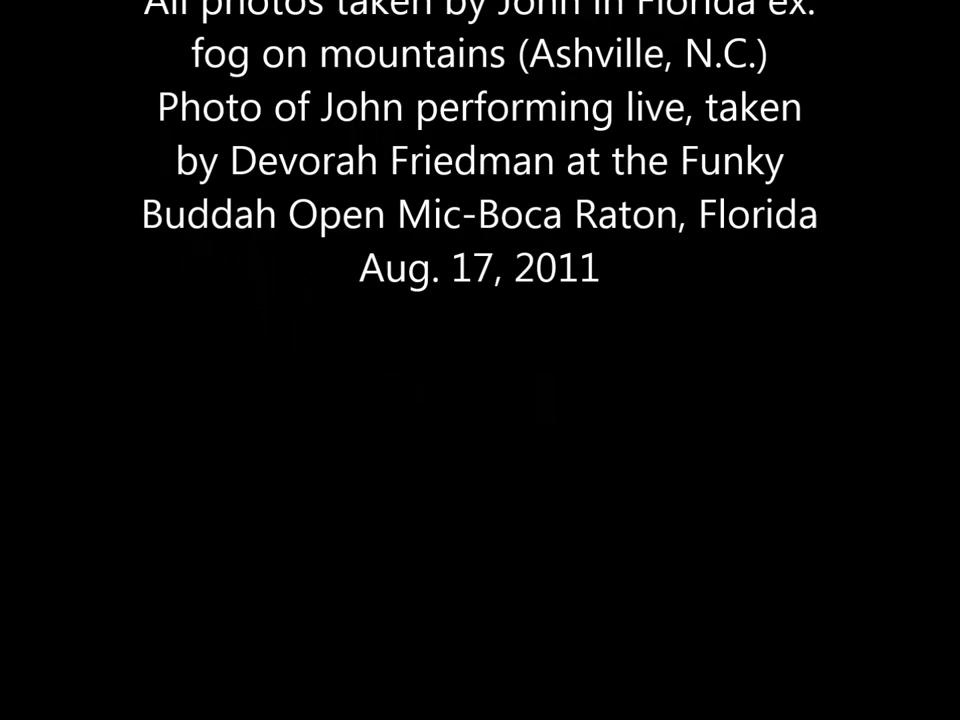 All photos taken by John in Florida ex.
fog on mountains (Ashville, N.C.)
Photo of John performing live, taken
by Devorah Friedman at the Funky
Buddah Open Mic-Boca Raton, Florida
Aug. 17, 2011